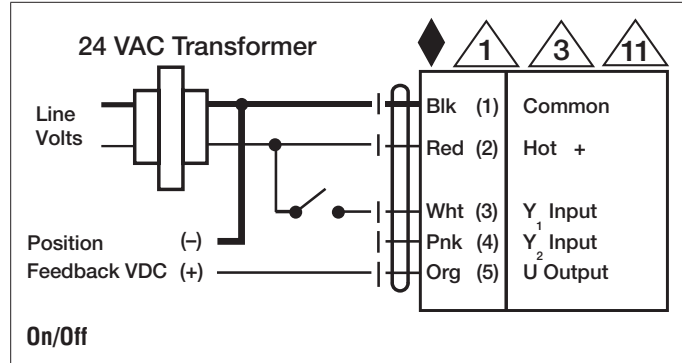 24 VAC Transformer
1
3
11
Line
Volts
Blk (1) Common
Red (2) Hot +
Wht (3) Y1 Input
Pnk (4) Y2 Input
Org (5) U Output
Position (–)
Feedback VDC (+)
On/Off